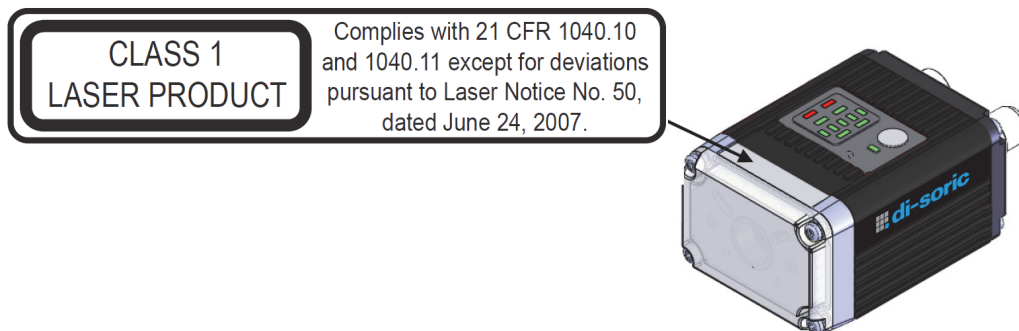 CLASS 1
LASER PRODUCT
Complies with 21 CFR 1040.10
and 1040.11 except for deviations
pursuant to Laser Notice No. 50,
dated June 24, 2007.
di-soric